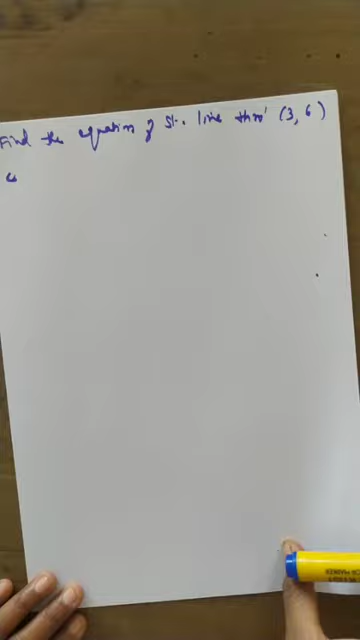 Find the equation of St. line thro' (3, 6)